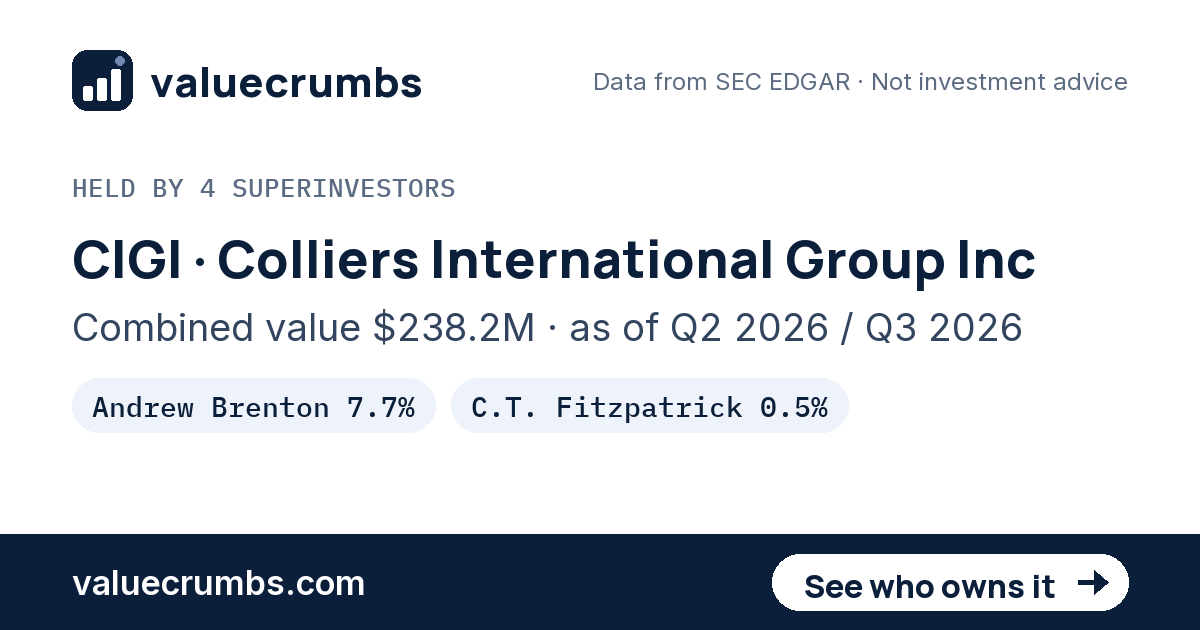 valuecrumbs
Data from SEC EDGAR · Not investment advice
HELD BY 4 SUPERINVESTORS
CIGI · Colliers International Group Inc
Combined value $238.2M · as of Q2 2026 / Q3 2026
Andrew Brenton 7.7%
C.T. Fitzpatrick 0.5%
valuecrumbs.com
See who owns it →